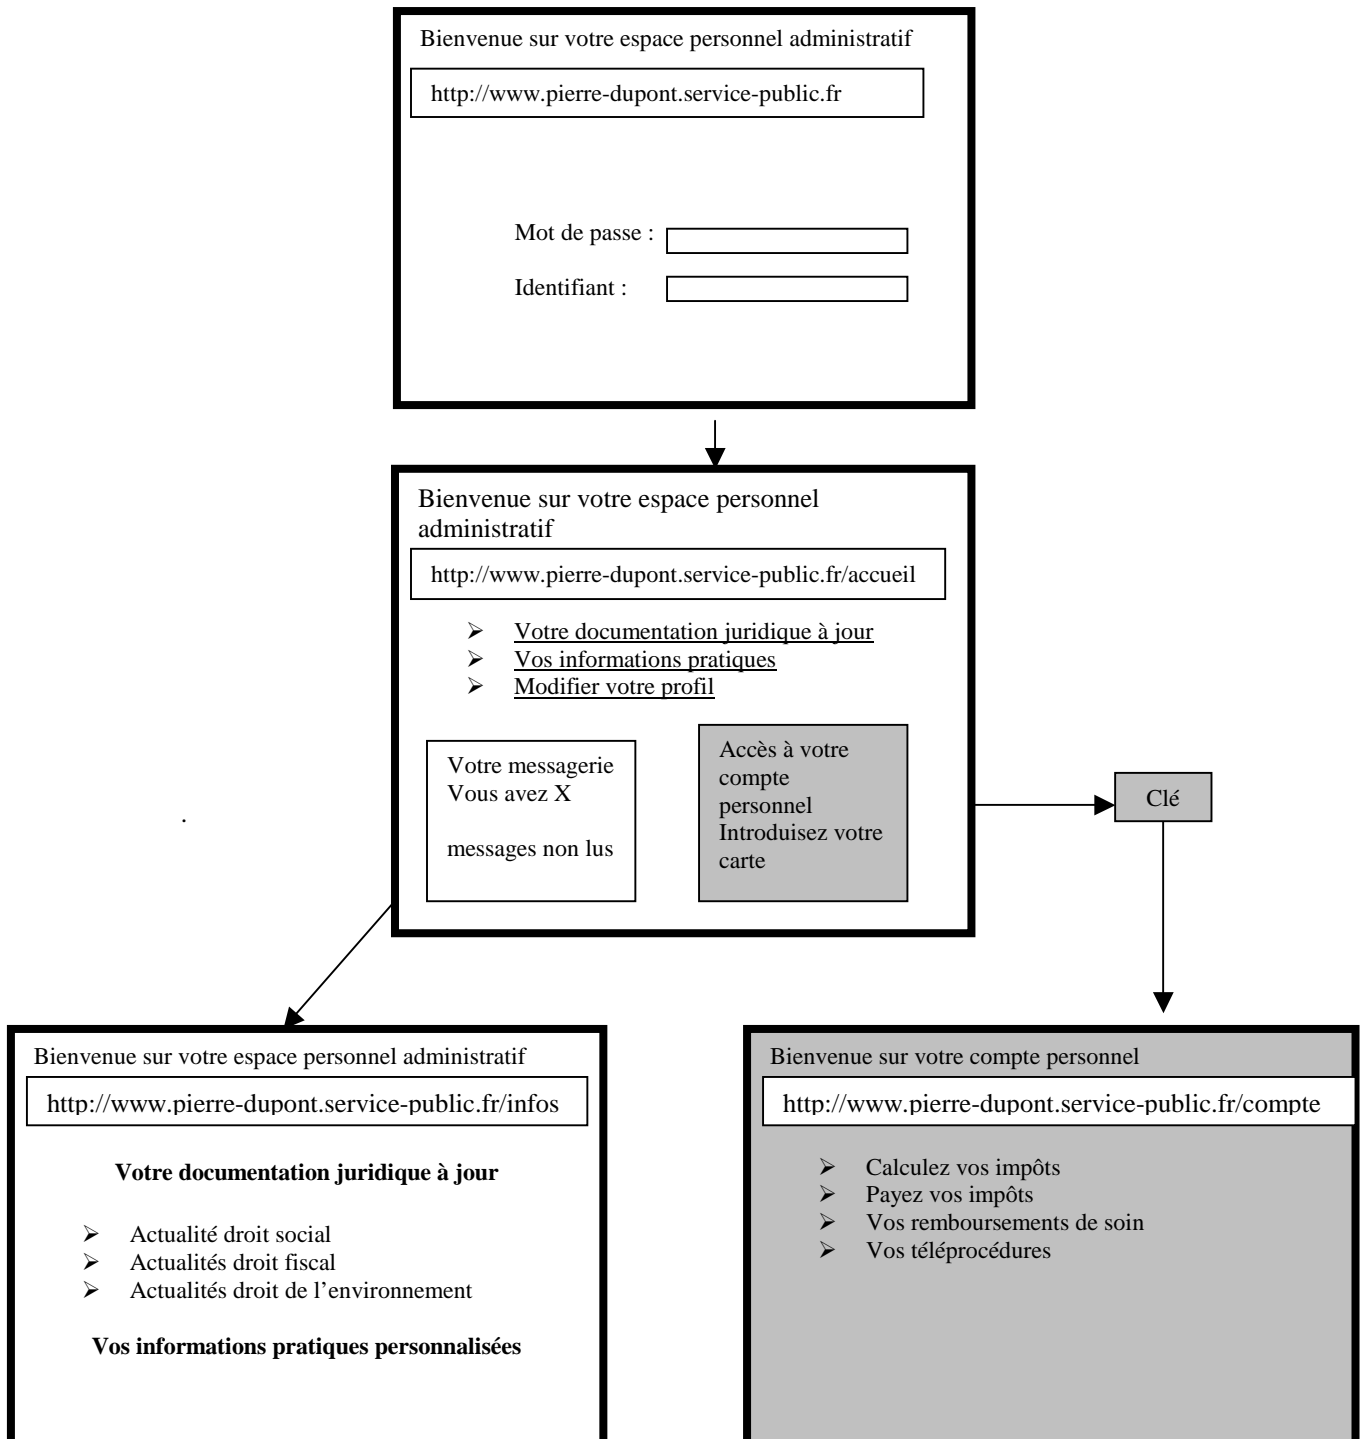 Bienvenue sur votre espace personnel administratif
http://www.pierre-dupont.service-public.fr
Mot de passe :
Identifiant :
Bienvenue sur votre espace personnel
administratif
http://www.pierre-dupont.service-public.fr/accueil
➢ Votre documentation juridique à jour
➢ Vos informations pratiques
➢ Modifier votre profil
Votre messagerie
Vous avez X
messages non lus
Accès à votre
compte
personnel
Introduisez votre
carte
Clé
.
Bienvenue sur votre espace personnel administratif
http://www.pierre-dupont.service-public.fr/infos
Votre documentation juridique à jour
➢ Actualité droit social
➢ Actualités droit fiscal
➢ Actualités droit de l’environnement
Vos informations pratiques personnalisées
Bienvenue sur votre compte personnel
http://www.pierre-dupont.service-public.fr/compte
➢ Calculez vos impôts
➢ Payez vos impôts
➢ Vos remboursements de soin
➢ Vos téléprocédures